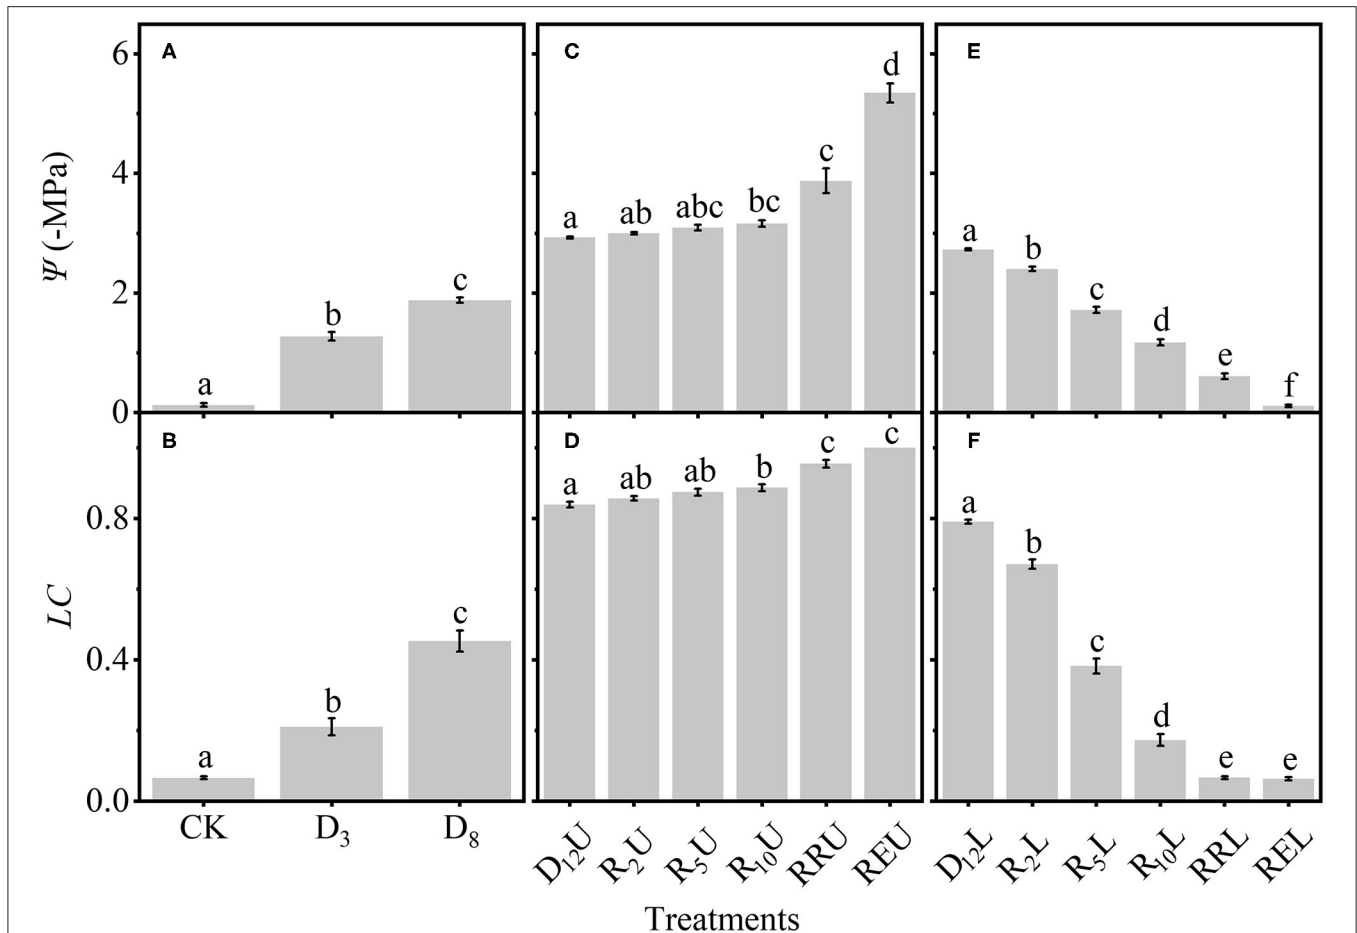 A
C
E
6
4
2
0
Ψ (-MPa)
a
b
c
a
ab
abc
bc
c
d
a
b
c
d
e
f
B
D
F
0.8
0.4
0.0
LC
a
b
c
a
ab
ab
b
c
c
a
b
c
d
e
e
CK
D₃
D₈
D₁₂U
R₂U
R₅U
R₁₀U
RRU
REU
D₁₂L
R₂L
R₅L
R₁₀L
RRL
REL
Treatments